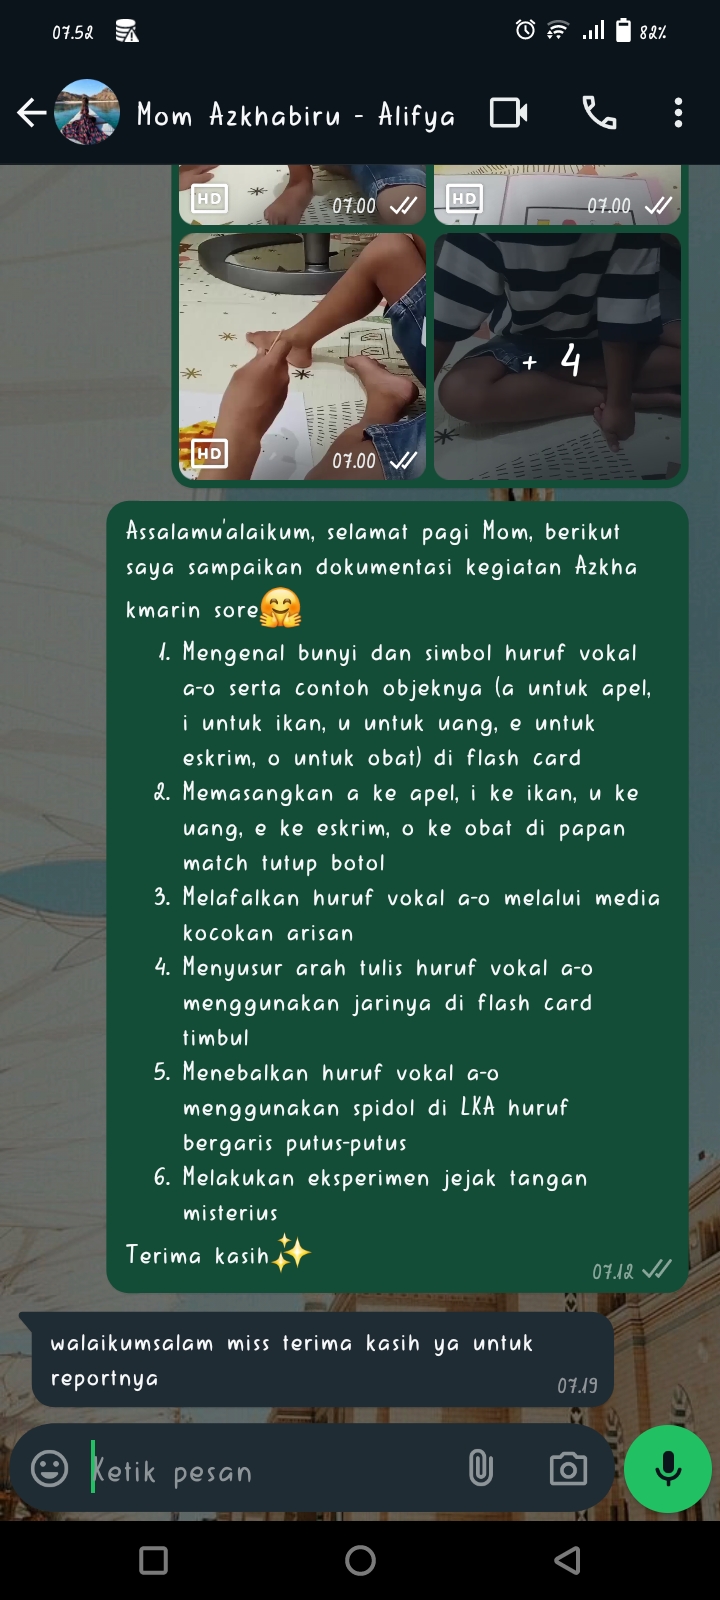 07.52
82%
Mom Azkhabiru - Alifya
HD
07.00
HD
07.00
HD
07.00
+ 4
Assalamu'alaikum, selamat pagi Mom, berikut
saya sampaikan dokumentasi kegiatan Azkha
kmarin sore🤗
1. Mengenal bunyi dan simbol huruf vokal
a-o serta contoh objeknya (a untuk apel,
i untuk ikan, u untuk uang, e untuk
eskrim, o untuk obat) di flash card
2. Memasangkan a ke apel, i ke ikan, u ke
uang, e ke eskrim, o ke obat di papan
match tutup botol
3. Melafalkan huruf vokal a-o melalui media
kocokan arisan
4. Menyusur arah tulis huruf vokal a-o
menggunakan jarinya di flash card
timbul
5. Menebalkan huruf vokal a-o
menggunakan spidol di LKA huruf
bergaris putus-putus
6. Melakukan eksperimen jejak tangan
misterius
Terima kasih✨
07.12
walaikumsalam miss terima kasih ya untuk
reportnya
07.19
Ketik pesan